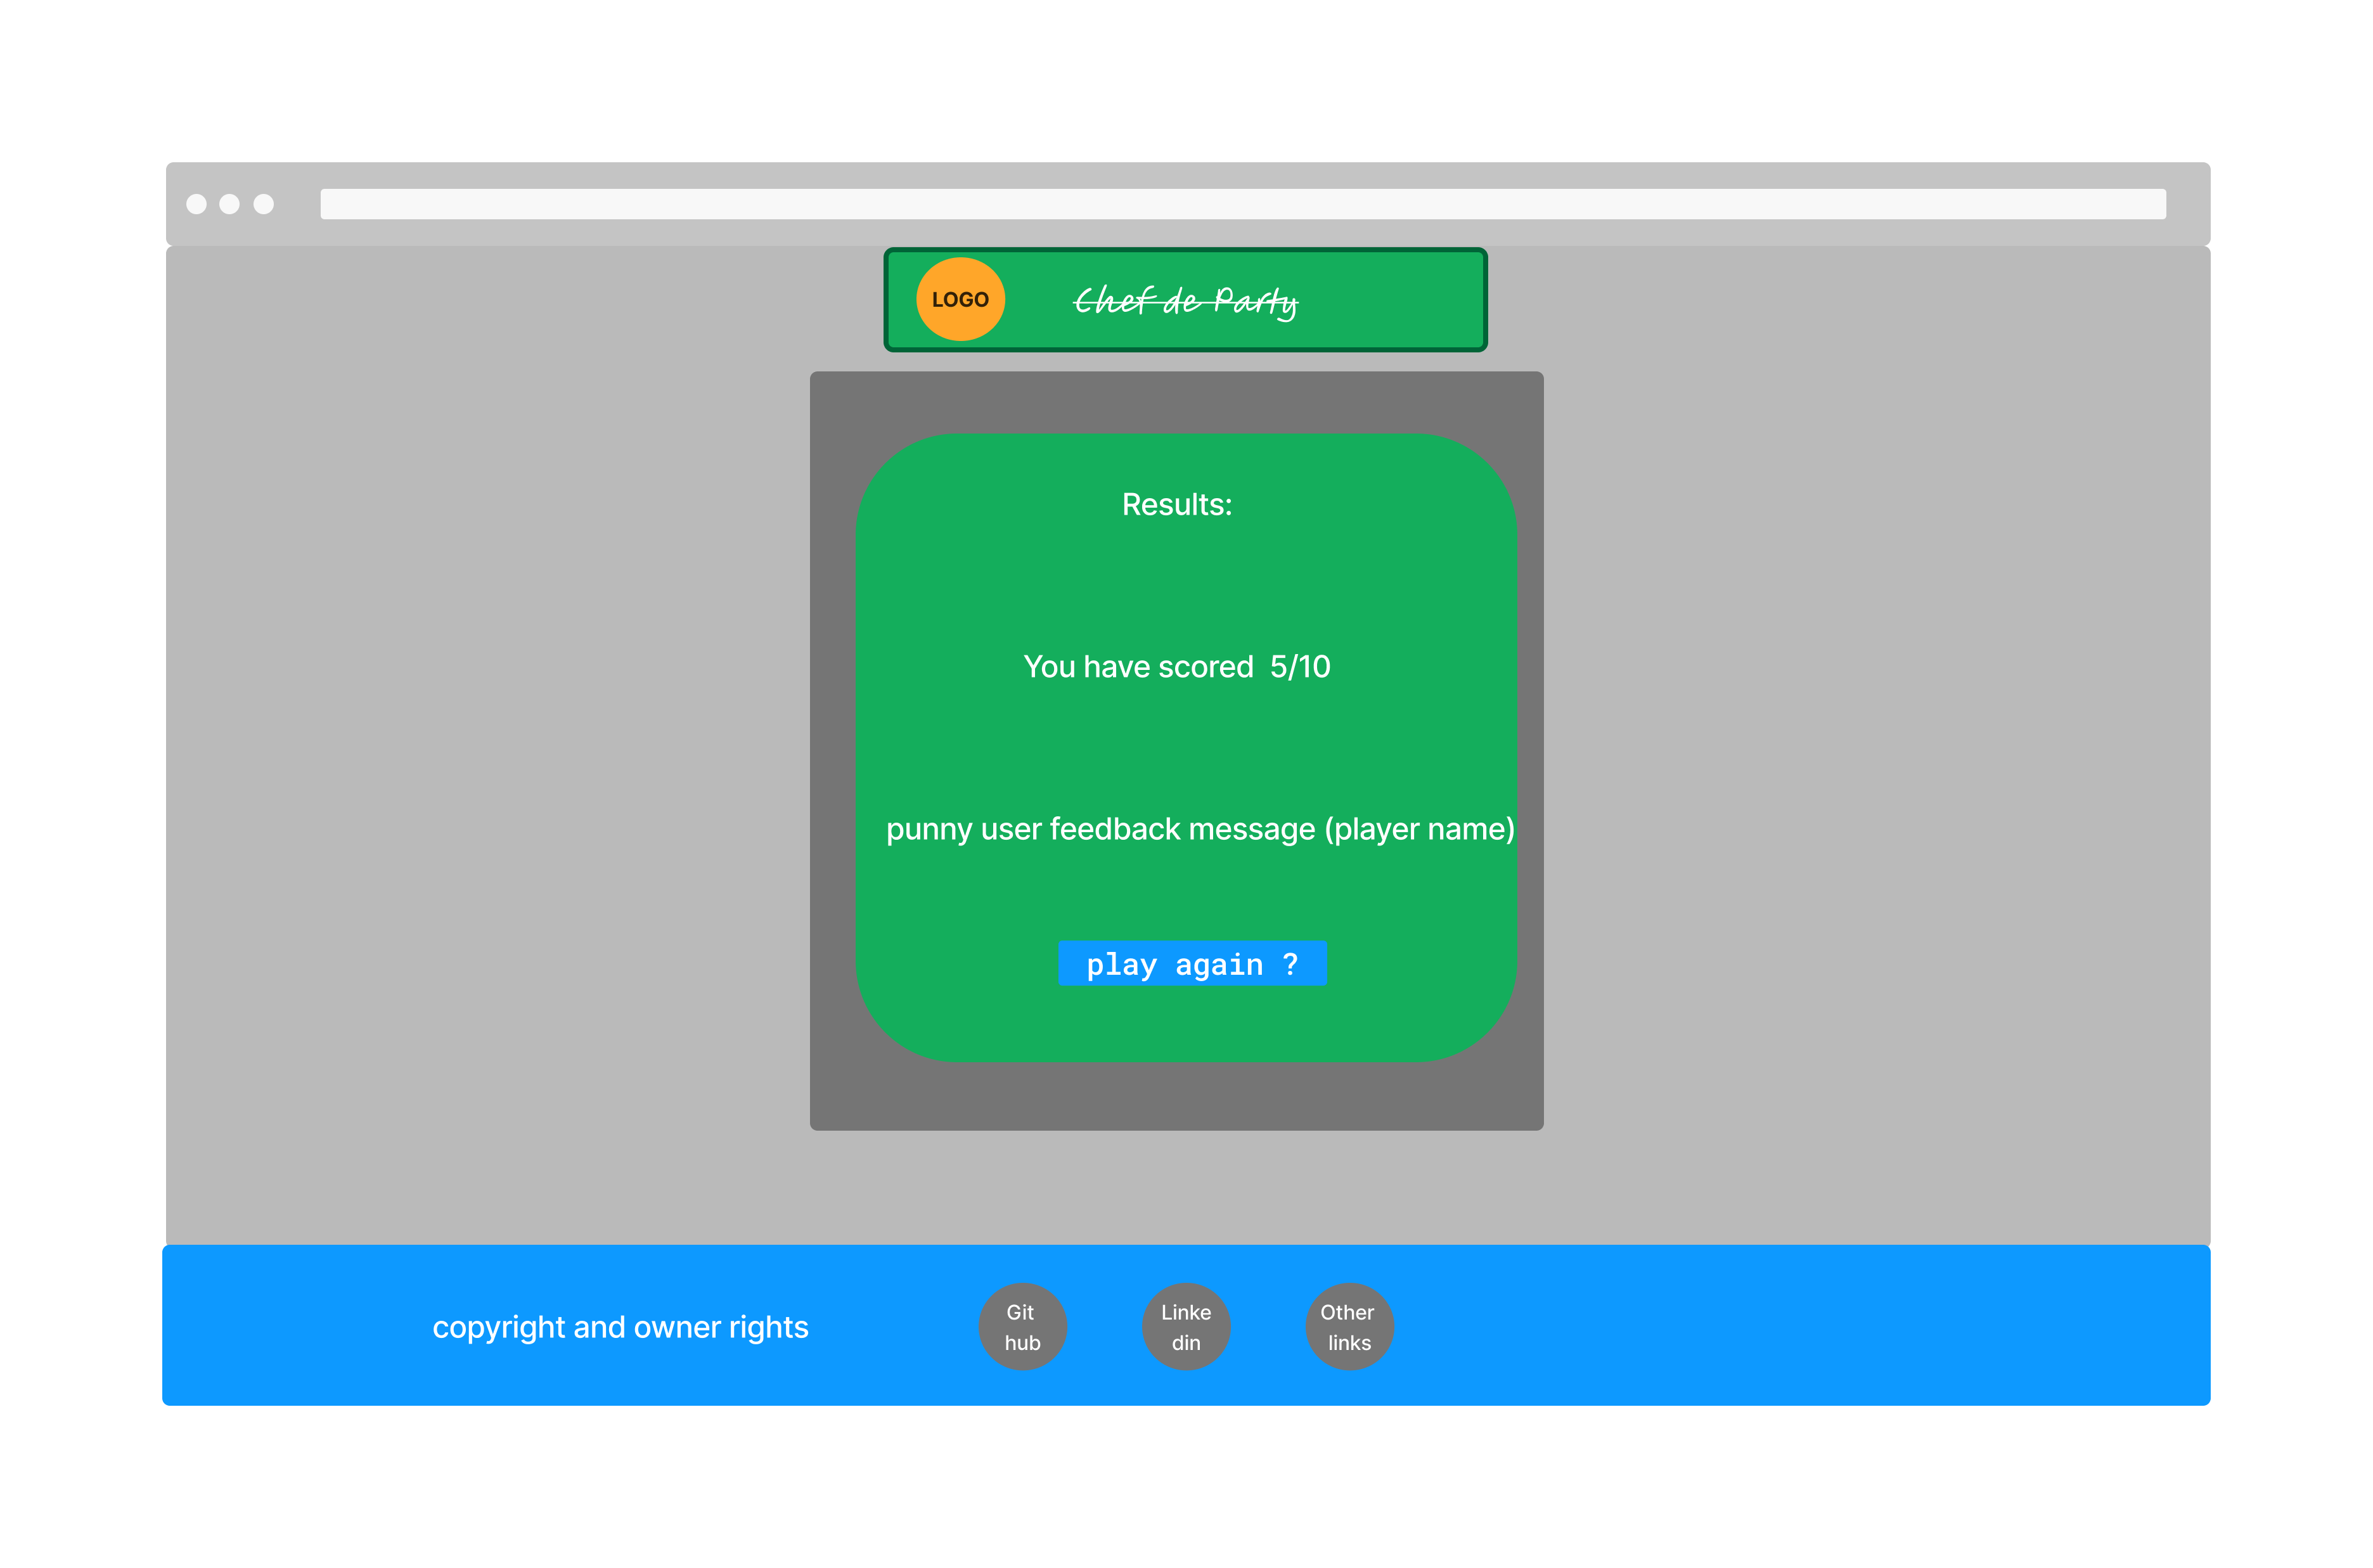 LOGO
Chef de Party
Results:
You have scored  5/10
punny user feedback message (player name)
play again ?
copyright and owner rights
Git
hub
Linke
din
Other
links